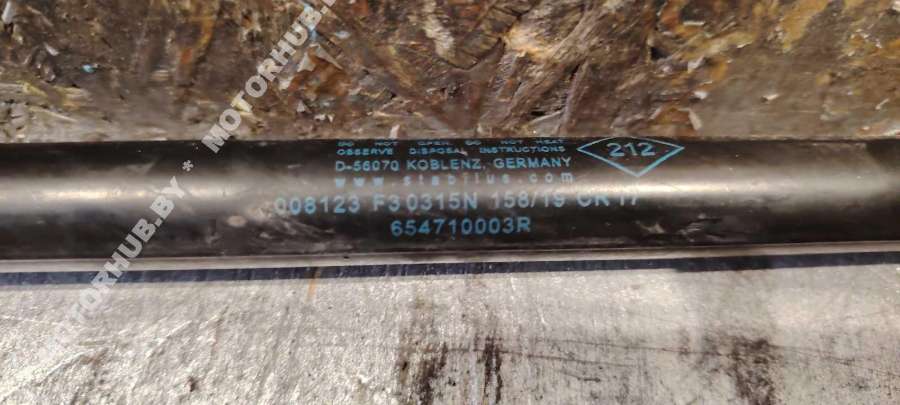 DO NOT OPEN DO NOT HEAT
OBSERVE DISPOSAL INSTRUCTIONS
D-56070 KOBLENZ, GERMANY
212
www.stabilus.com
008123 F3 0315N 158/19 CK17
654710003R
MOTORHUB.BY * MOTORHUB.BY